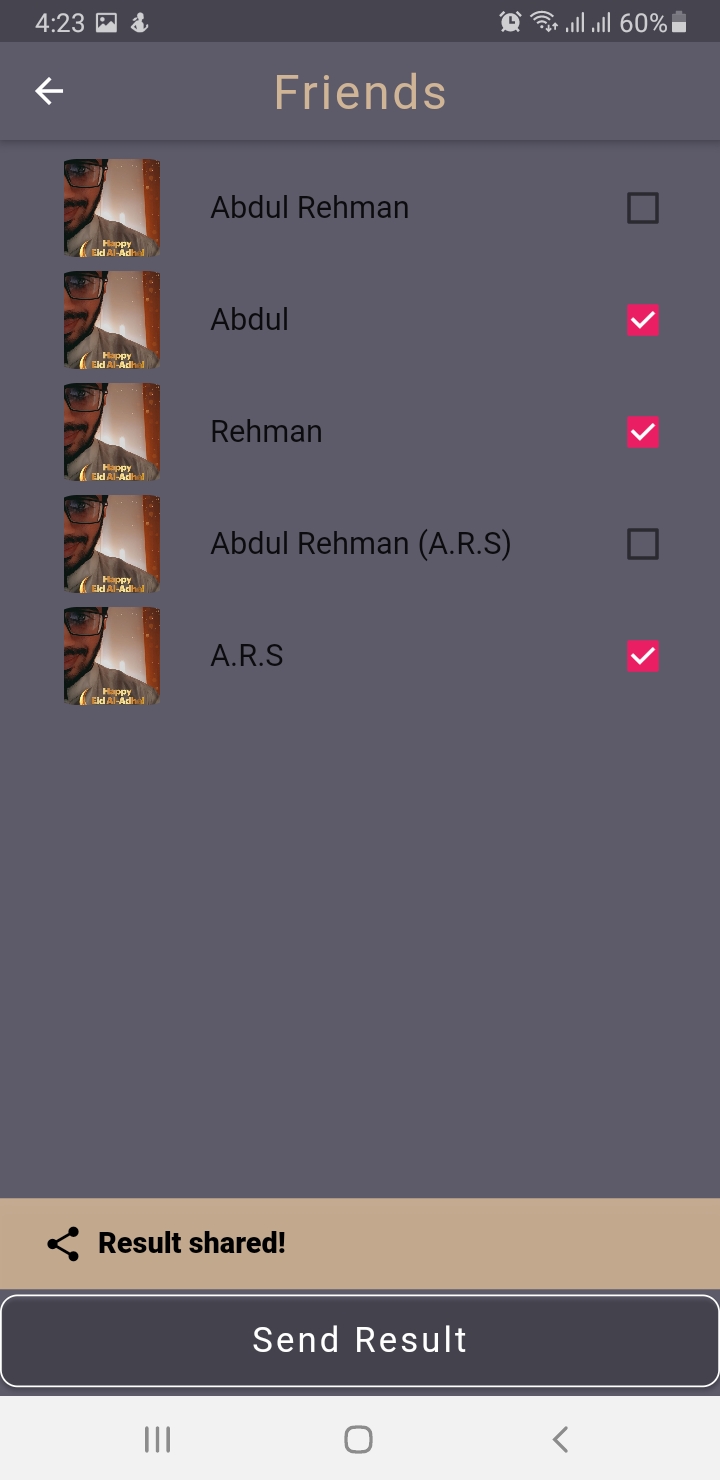 4:23 60%
Friends
Happy
Eid Al-Adha!
Abdul Rehman
Happy
Eid Al-Adha!
Abdul
Happy
Eid Al-Adha!
Rehman
Happy
Eid Al-Adha!
Abdul Rehman (A.R.S)
Happy
Eid Al-Adha!
A.R.S
Result shared!
Send Result